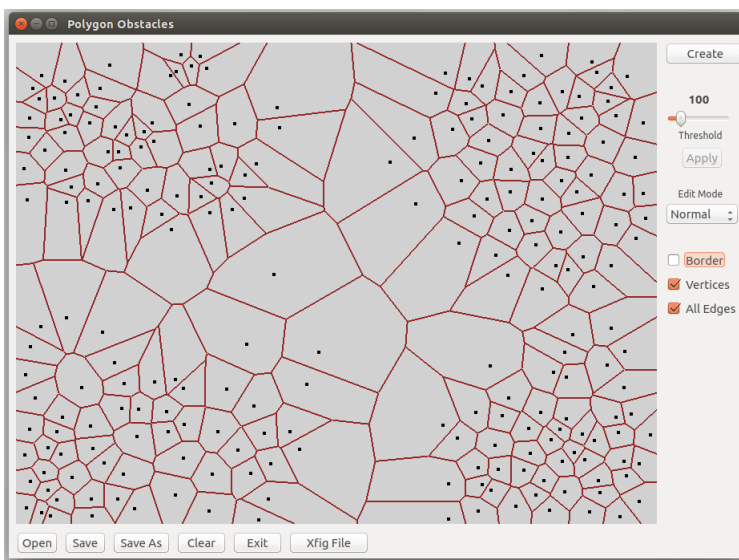 Polygon Obstacles
Create
100
Threshold
Apply
Edit Mode
Normal
Border
Vertices
All Edges
Open Save Save As Clear Exit Xfig File